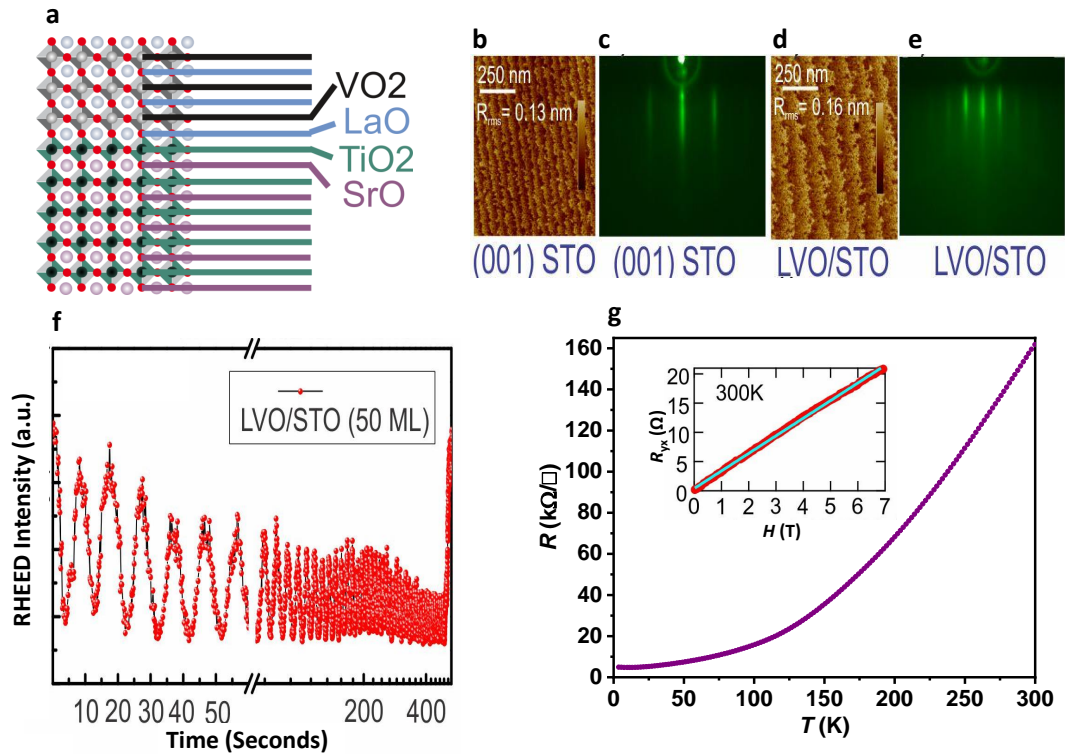 a
VO2
LaO
TiO2
SrO
b
250 nm
Rrms= 0.13 nm
(001) STO
c
(001) STO
d
250 nm
Rrms= 0.16 nm
LVO/STO
e
LVO/STO
f
LVO/STO (50 ML)
RHEED Intensity (a.u.)
10 20 30 40 50 200 400
Time (Seconds)
g
160
140
120
100
80
60
40
20
0
R (kΩ/□)
0 50 100 150 200 250 300
T (K)
300K
20
15
10
5
0
Ryx (Ω)
0 1 2 3 4 5 6 7
H (T)